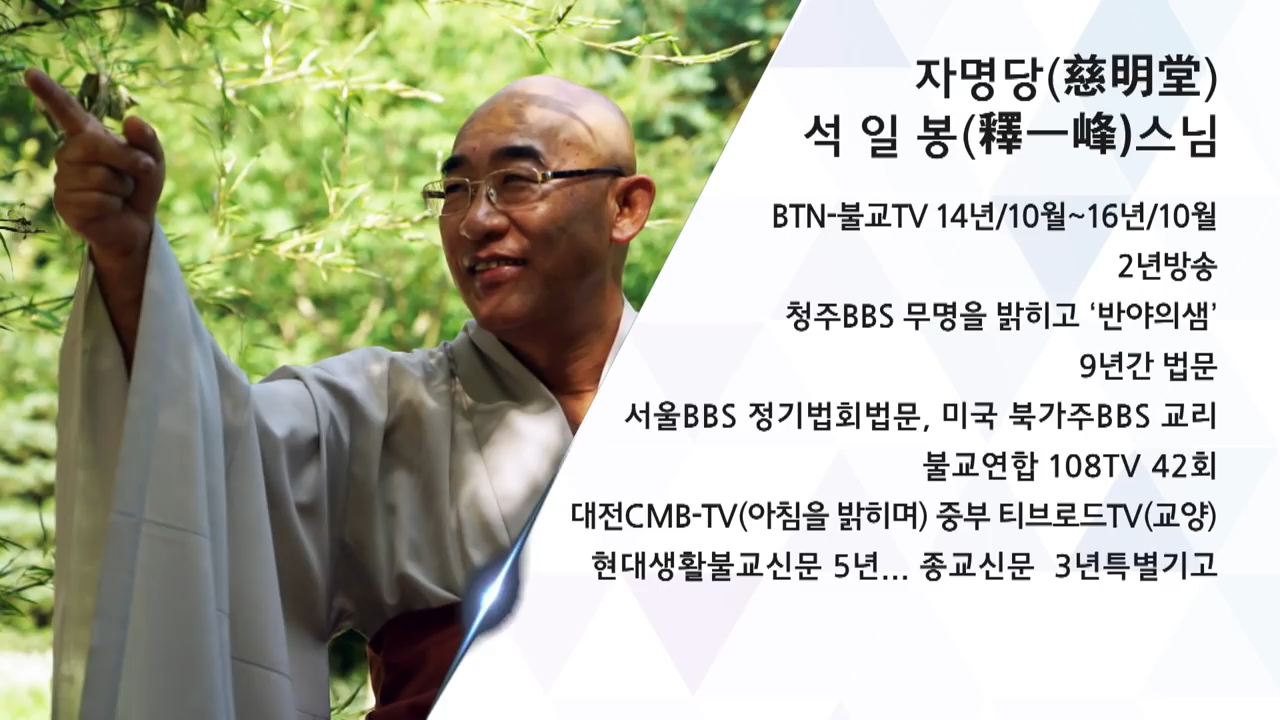 자명당(慈明堂)
석 일 봉(釋一峰)스님
BTN-불교TV 14년/10월~16년/10월
2년방송
청주BBS 무명을 밝히고 ‘반야의샘’
9년간 법문
서울BBS 정기법회법문, 미국 북가주BBS 교리
불교연합 108TV 42회
대전CMB-TV(아침을 밝히며) 중부 티브로드TV(교양)
현대생활불교신문 5년... 종교신문 3년특별기고